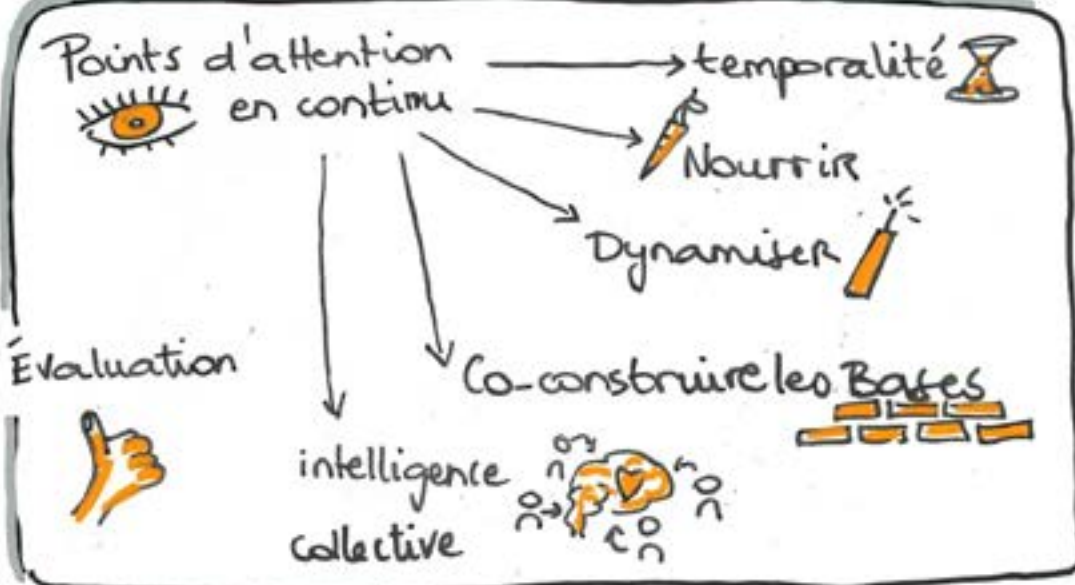 Points d'attention
en continu
temporalité
Nourrir
Dynamiser
Évaluation
Co-construire les Bases
intelligence
collective